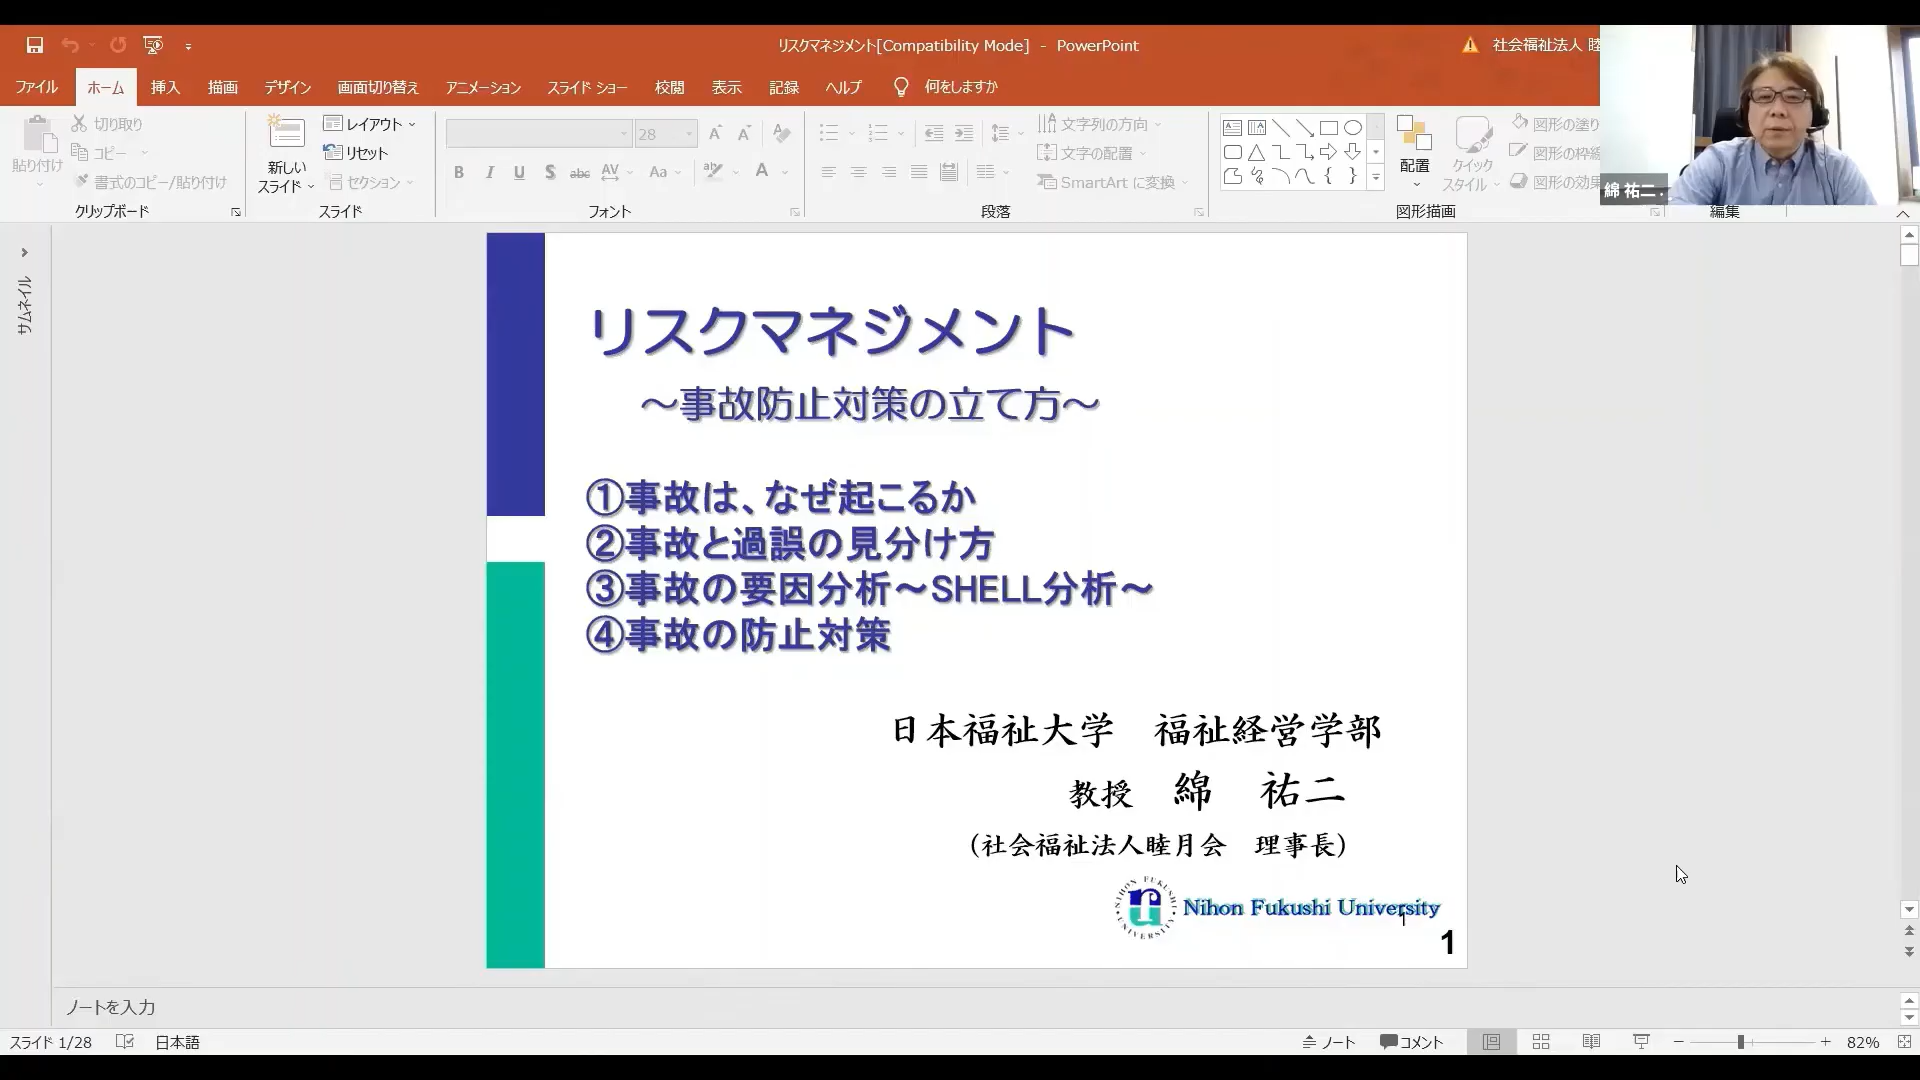 リスクマネジメント[Compatibility Mode] - PowerPoint
社会福祉法人 睦
ファイル ホーム 挿入 描画 デザイン 画面切り替え アニメーション スライド ショー 校閲 表示 記録 ヘルプ 何をしますか
貼り付け
切り取り
コピー
書式のコピー/貼り付け
クリップボード
新しい
スライド
レイアウト
リセット
セクション
スライド
28
フォント
文字列の方向
文字の配置
SmartArt に変換
段落
配置
クイック
スタイル
図形の塗り
図形の枠線
図形の効果
図形描画
編集
綿 祐二 .
サムネイル
リスクマネジメント
～事故防止対策の立て方～
①事故は、なぜ起こるか
②事故と過誤の見分け方
③事故の要因分析～SHELL分析～
④事故の防止対策
日本福祉大学 福祉経営学部
教授 綿 祐二
(社会福祉法人睦月会 理事長)
NIHON FUKUSHI UNIVERSITY
Nihon Fukushi University
1
1
ノートを入力
スライド 1/28 日本語 ノート コメント 82%